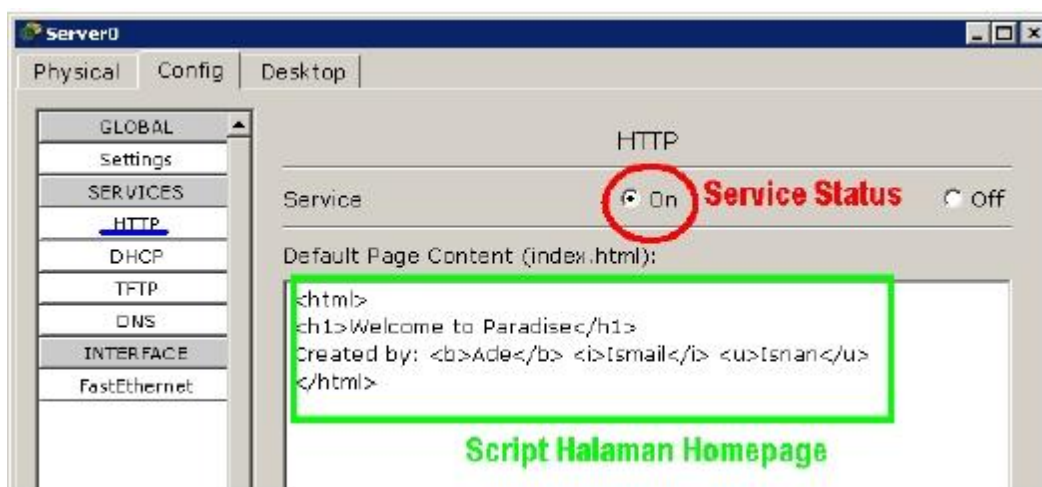 Server0
Physical Config Desktop
GLOBAL
Settings
SERVICES
HTTP
DHCP
TFTP
DNS
INTERFACE
FastEthernet
HTTP
Service On Service Status Off
Default Page Content (index.html):
<html>
<h1>Welcome to Paradise</h1>
Created by: <b>Ade</b> <i>Ismail</i> <u>Isnan</u>
</html>
Script Halaman Homepage